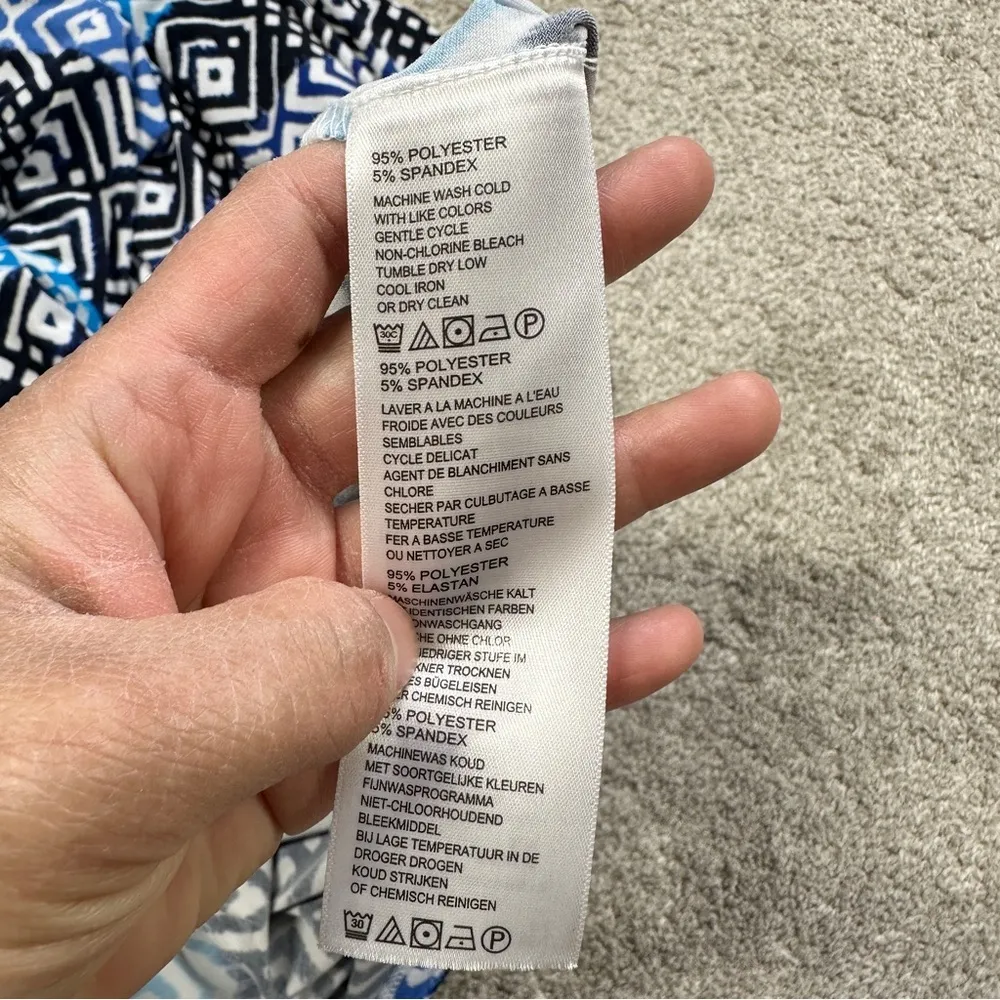 95% POLYESTER
5% SPANDEX
MACHINE WASH COLD
WITH LIKE COLORS
GENTLE CYCLE
NON-CHLORINE BLEACH
TUMBLE DRY LOW
COOL IRON
OR DRY CLEAN
30C P
95% POLYESTER
5% SPANDEX
LAVER A LA MACHINE A L'EAU
FROIDE AVEC DES COULEURS
SEMBLABLES
CYCLE DELICAT
AGENT DE BLANCHIMENT SANS
CHLORE
SECHER PAR CULBUTAGE A BASSE
TEMPERATURE
FER A BASSE TEMPERATURE
OU NETTOYER A SEC
95% POLYESTER
5% ELASTAN
MASCHINENWÄSCHE KALT
IDENTISCHEN FARBEN
OHNE CHLOR
STUFE IM
TROCKNEN
BÜGELEISEN
CHEMISCH REINIGEN
POLYESTER
5% SPANDEX
MACHINEWAS KOUD
MET SOORTGELIJKE KLEUREN
FIJNWASPROGRAMMA
NIET-CHLOORHOUDEND
BLEEKMIDDEL
BIJ LAGE TEMPERATUUR IN DE
DROGER DROGEN
KOUD STRIJKEN
OF CHEMISCH REINIGEN
30 P